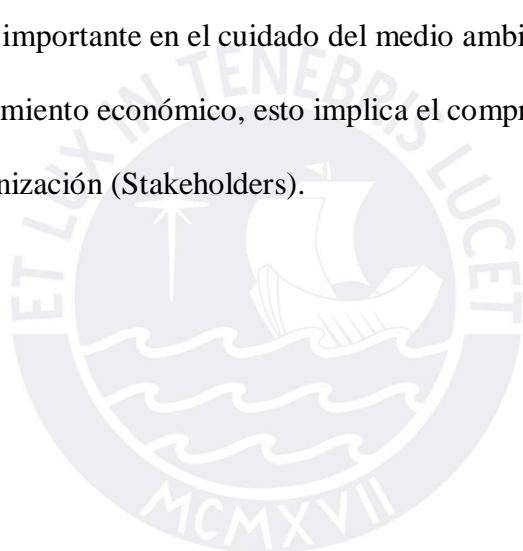 importante en el cuidado del medio ambi
miento económico, esto implica el compr
nización (Stakeholders).
ET LUX IN TENEBRIS LUCET
MCMXVII